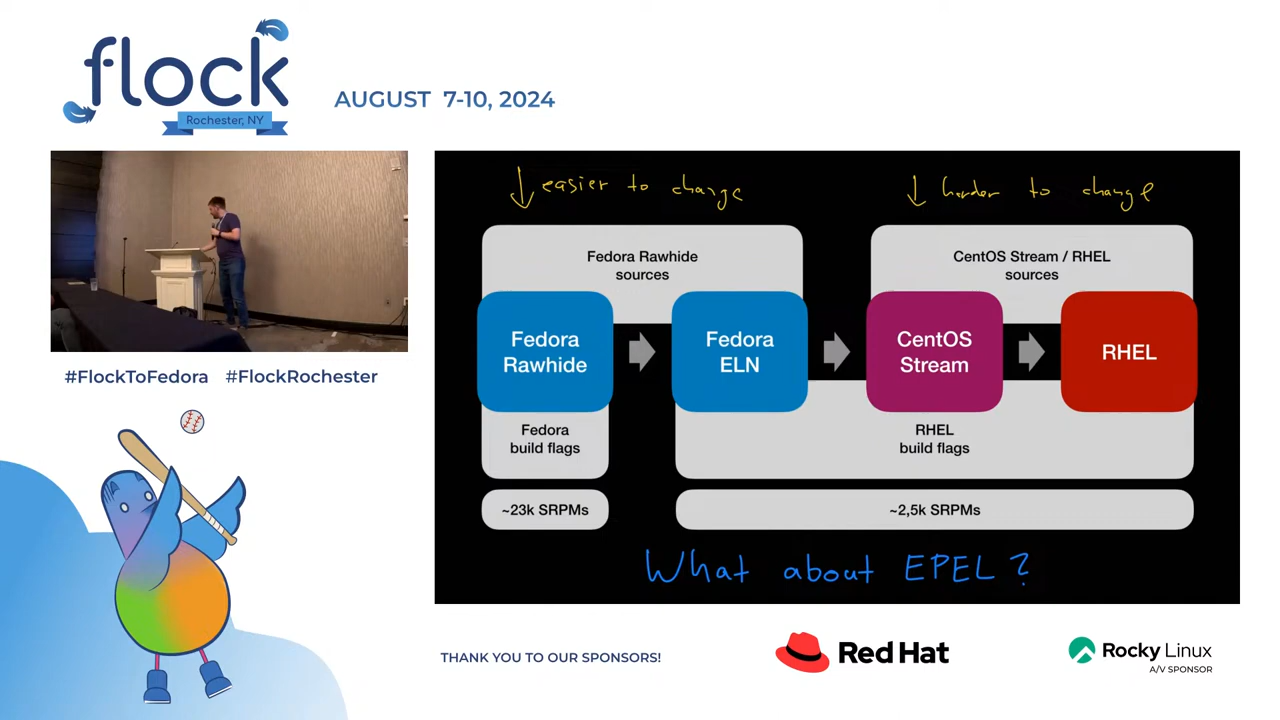 flock
Rochester, NY
AUGUST 7-10, 2024
#FlockToFedora #FlockRochester
↓ easier to change
↓ harder to change
Fedora Rawhide
sources
CentOS Stream / RHEL
sources
Fedora
Rawhide
Fedora
ELN
CentOS
Stream
RHEL
Fedora
build flags
RHEL
build flags
~23k SRPMs
~2,5k SRPMs
What about EPEL?
THANK YOU TO OUR SPONSORS!
Red Hat
Rocky Linux
A/V SPONSOR